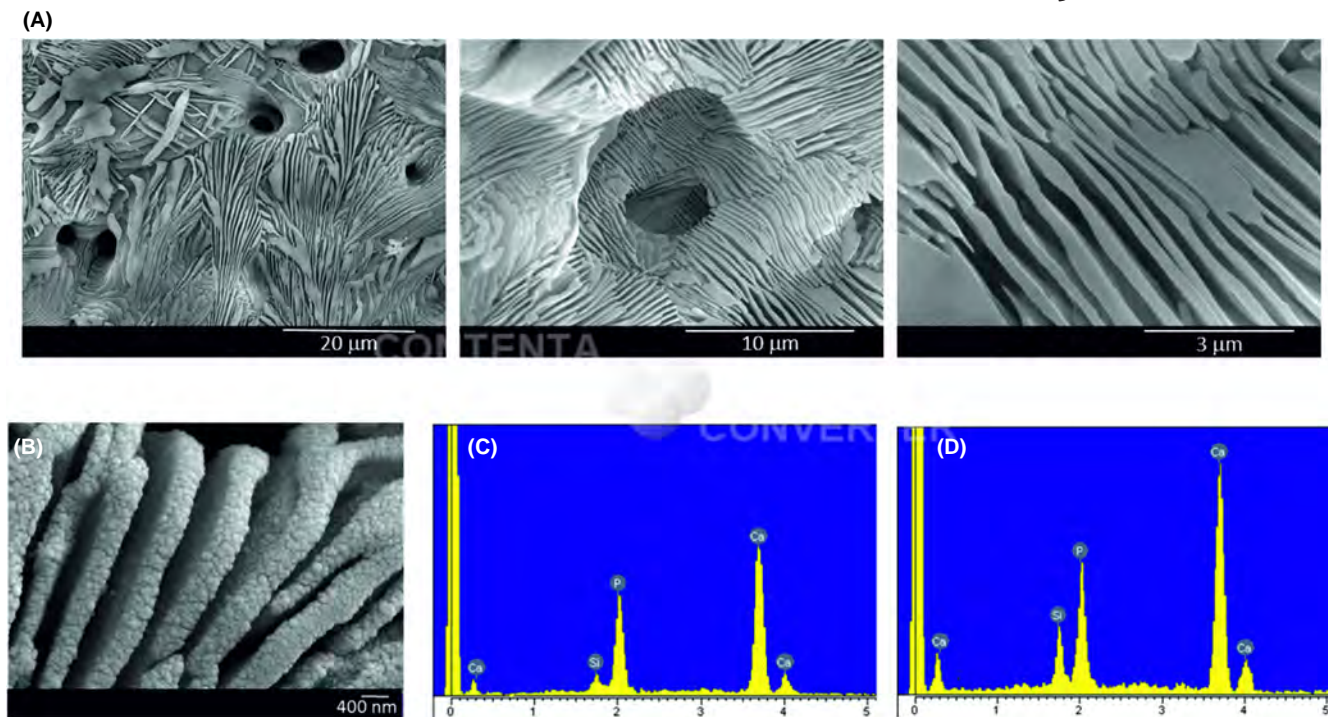 (A)
20 μm
10 μm
3 μm
CONTENTA
CONVERTER
(B)
400 nm
(C)
Ca
Si
P
Ca
Ca
0 1 2 3 4 5
(D)
Ca
Si
P
Ca
Ca
0 1 2 3 4 5